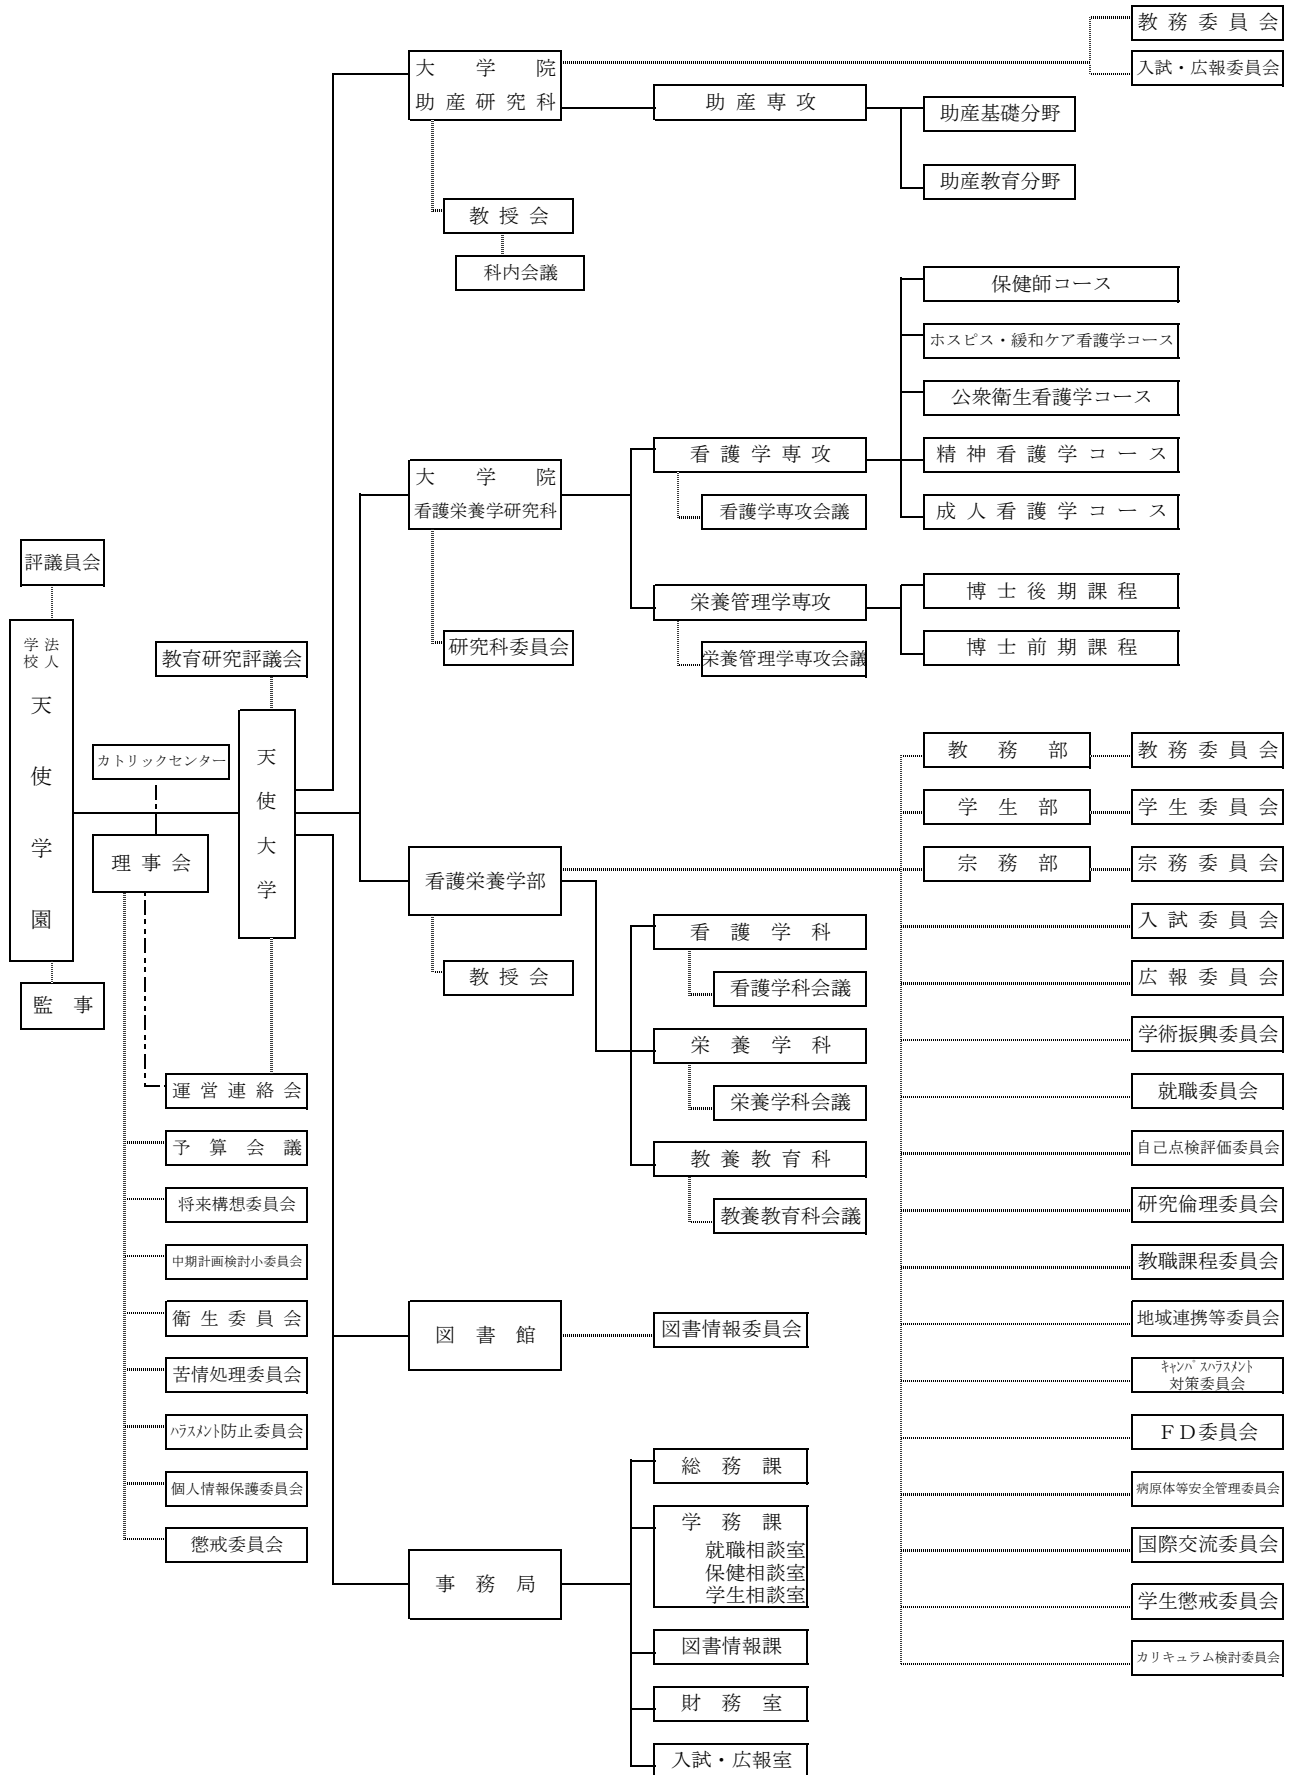 教務委員会
大学院
助産研究科
入試・広報委員会
助産専攻
助産基礎分野
助産教育分野
教授会
科内会議
保健師コース
ホスピス・緩和ケア看護学コース
公衆衛生看護学コース
看護学専攻
精神看護学コース
大学院
看護栄養学研究科
看護学専攻会議
成人看護学コース
評議員会
栄養管理学専攻
博士後期課程
学校
法人
天使学園
教育研究評議会
研究科委員会
栄養管理学専攻会議
博士前期課程
カトリックセンター
天使大学
理事会
教務部
教務委員会
学生部
学生委員会
宗務部
宗務委員会
看護栄養学部
看護学科
入試委員会
教授会
看護学科会議
広報委員会
監事
栄養学科
学術振興委員会
運営連絡会
栄養学科会議
就職委員会
予算会議
教養教育科
自己点検評価委員会
将来構想委員会
教養教育科会議
研究倫理委員会
中期計画検討小委員会
教職課程委員会
衛生委員会
図書館
図書情報委員会
地域連携等委員会
苦情処理委員会
キャンパスハラスメント
対策委員会
ハラスメント防止委員会
ＦＤ委員会
総務課
個人情報保護委員会
病原体等安全管理委員会
学務課
就職相談室
保健相談室
学生相談室
懲戒委員会
国際交流委員会
事務局
学生懲戒委員会
図書情報課
カリキュラム検討委員会
財務室
入試・広報室